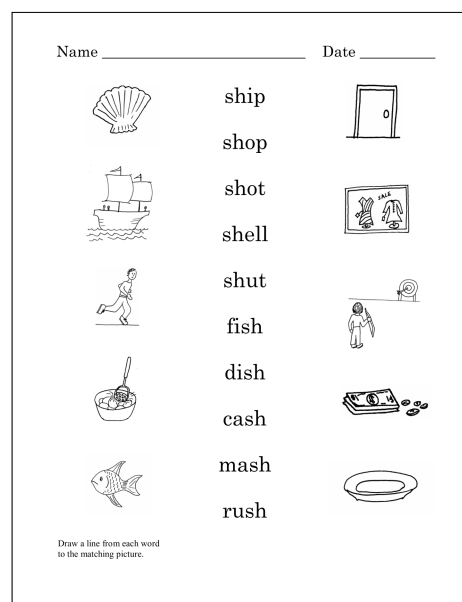 Name Date
ship
shop
SALE
shot
shell
shut
fish
dish
cash
mash
rush
Draw a line from each word
to the matching picture.